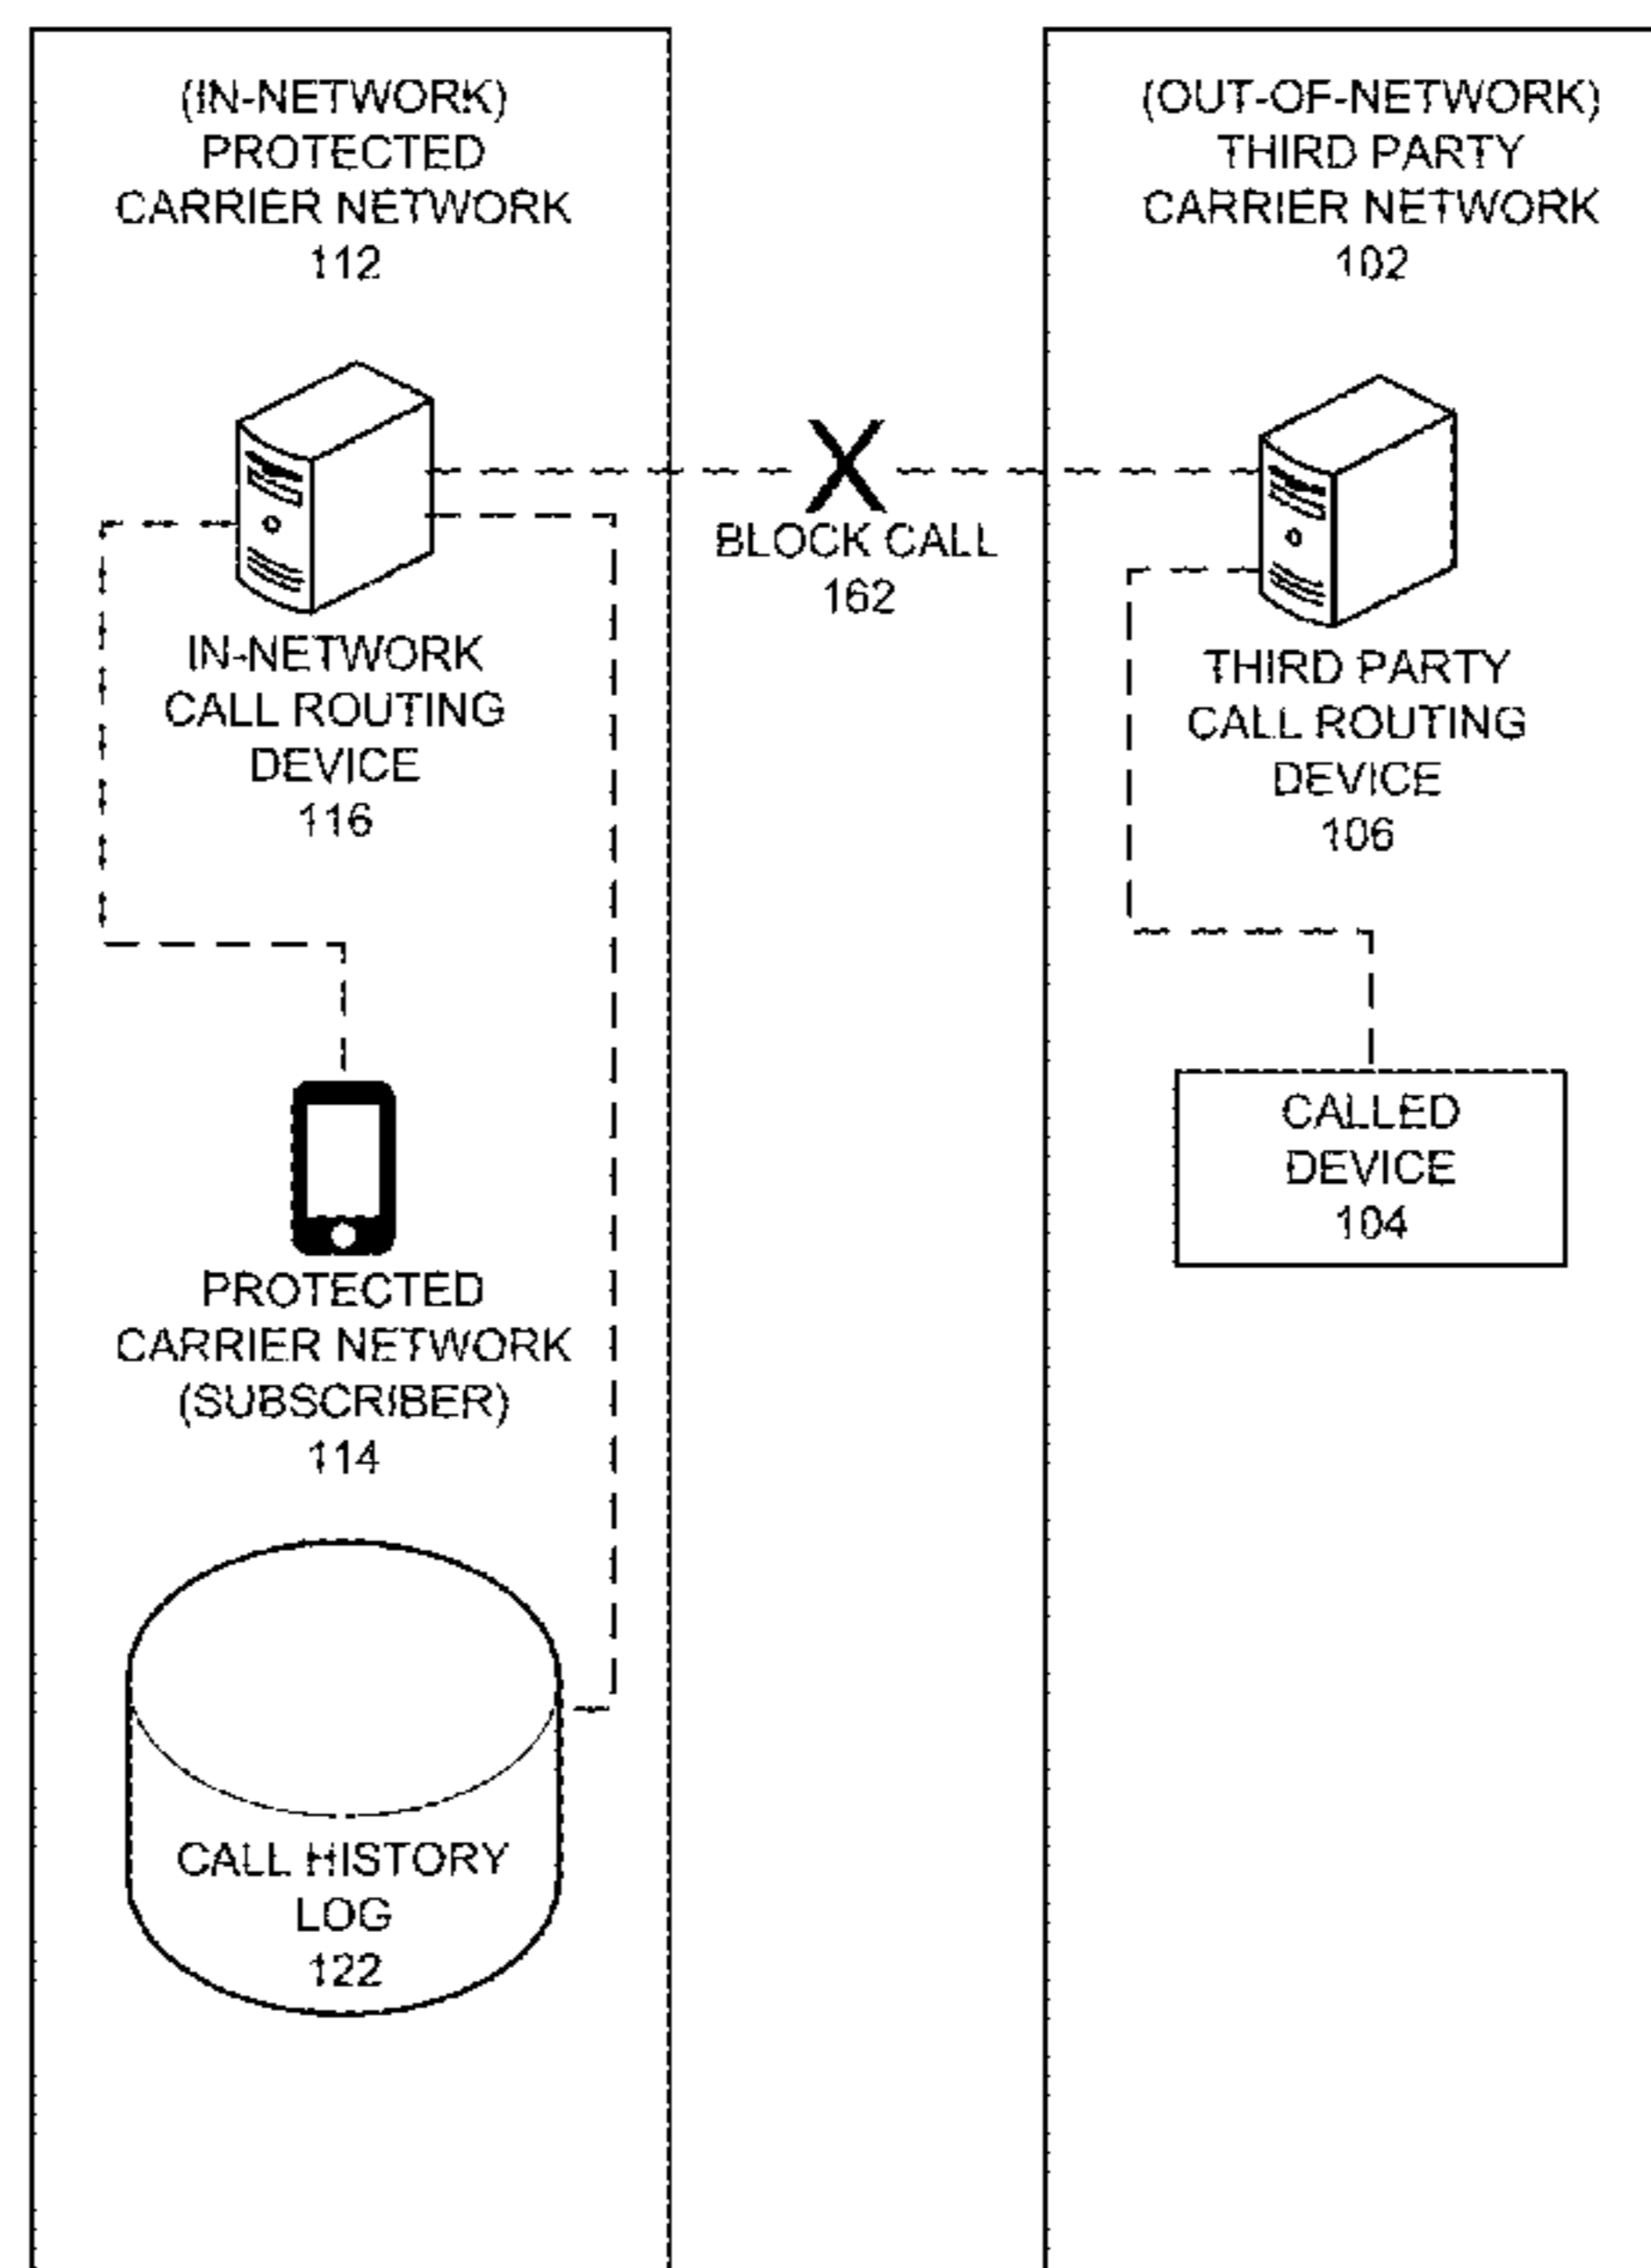 (IN-NETWORK)
PROTECTED
CARRIER NETWORK
112
IN-NETWORK
CALL ROUTING
DEVICE
116
PROTECTED
CARRIER NETWORK
(SUBSCRIBER)
114
CALL HISTORY
LOG
122
X
BLOCK CALL
162
(OUT-OF-NETWORK)
THIRD PARTY
CARRIER NETWORK
102
THIRD PARTY
CALL ROUTING
DEVICE
106
CALLED
DEVICE
104